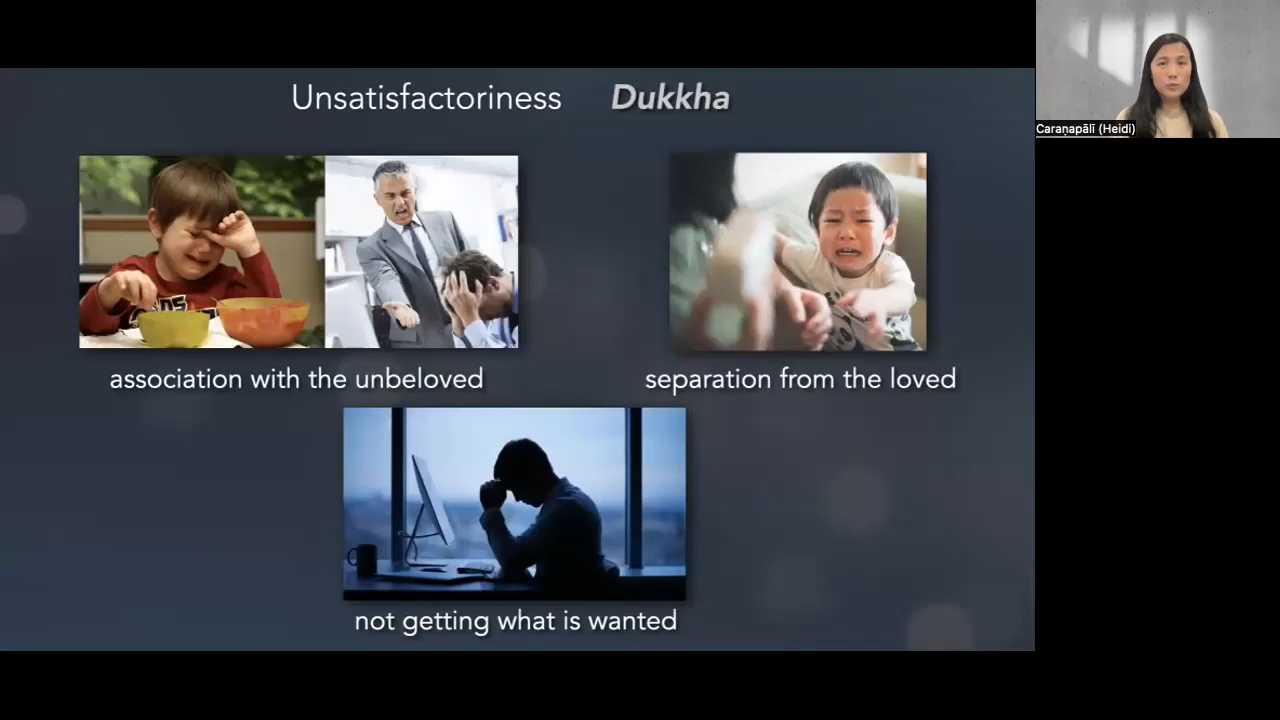 Unsatisfactoriness Dukkha
Caraṇapālī (Heidi)
association with the unbeloved
separation from the loved
not getting what is wanted